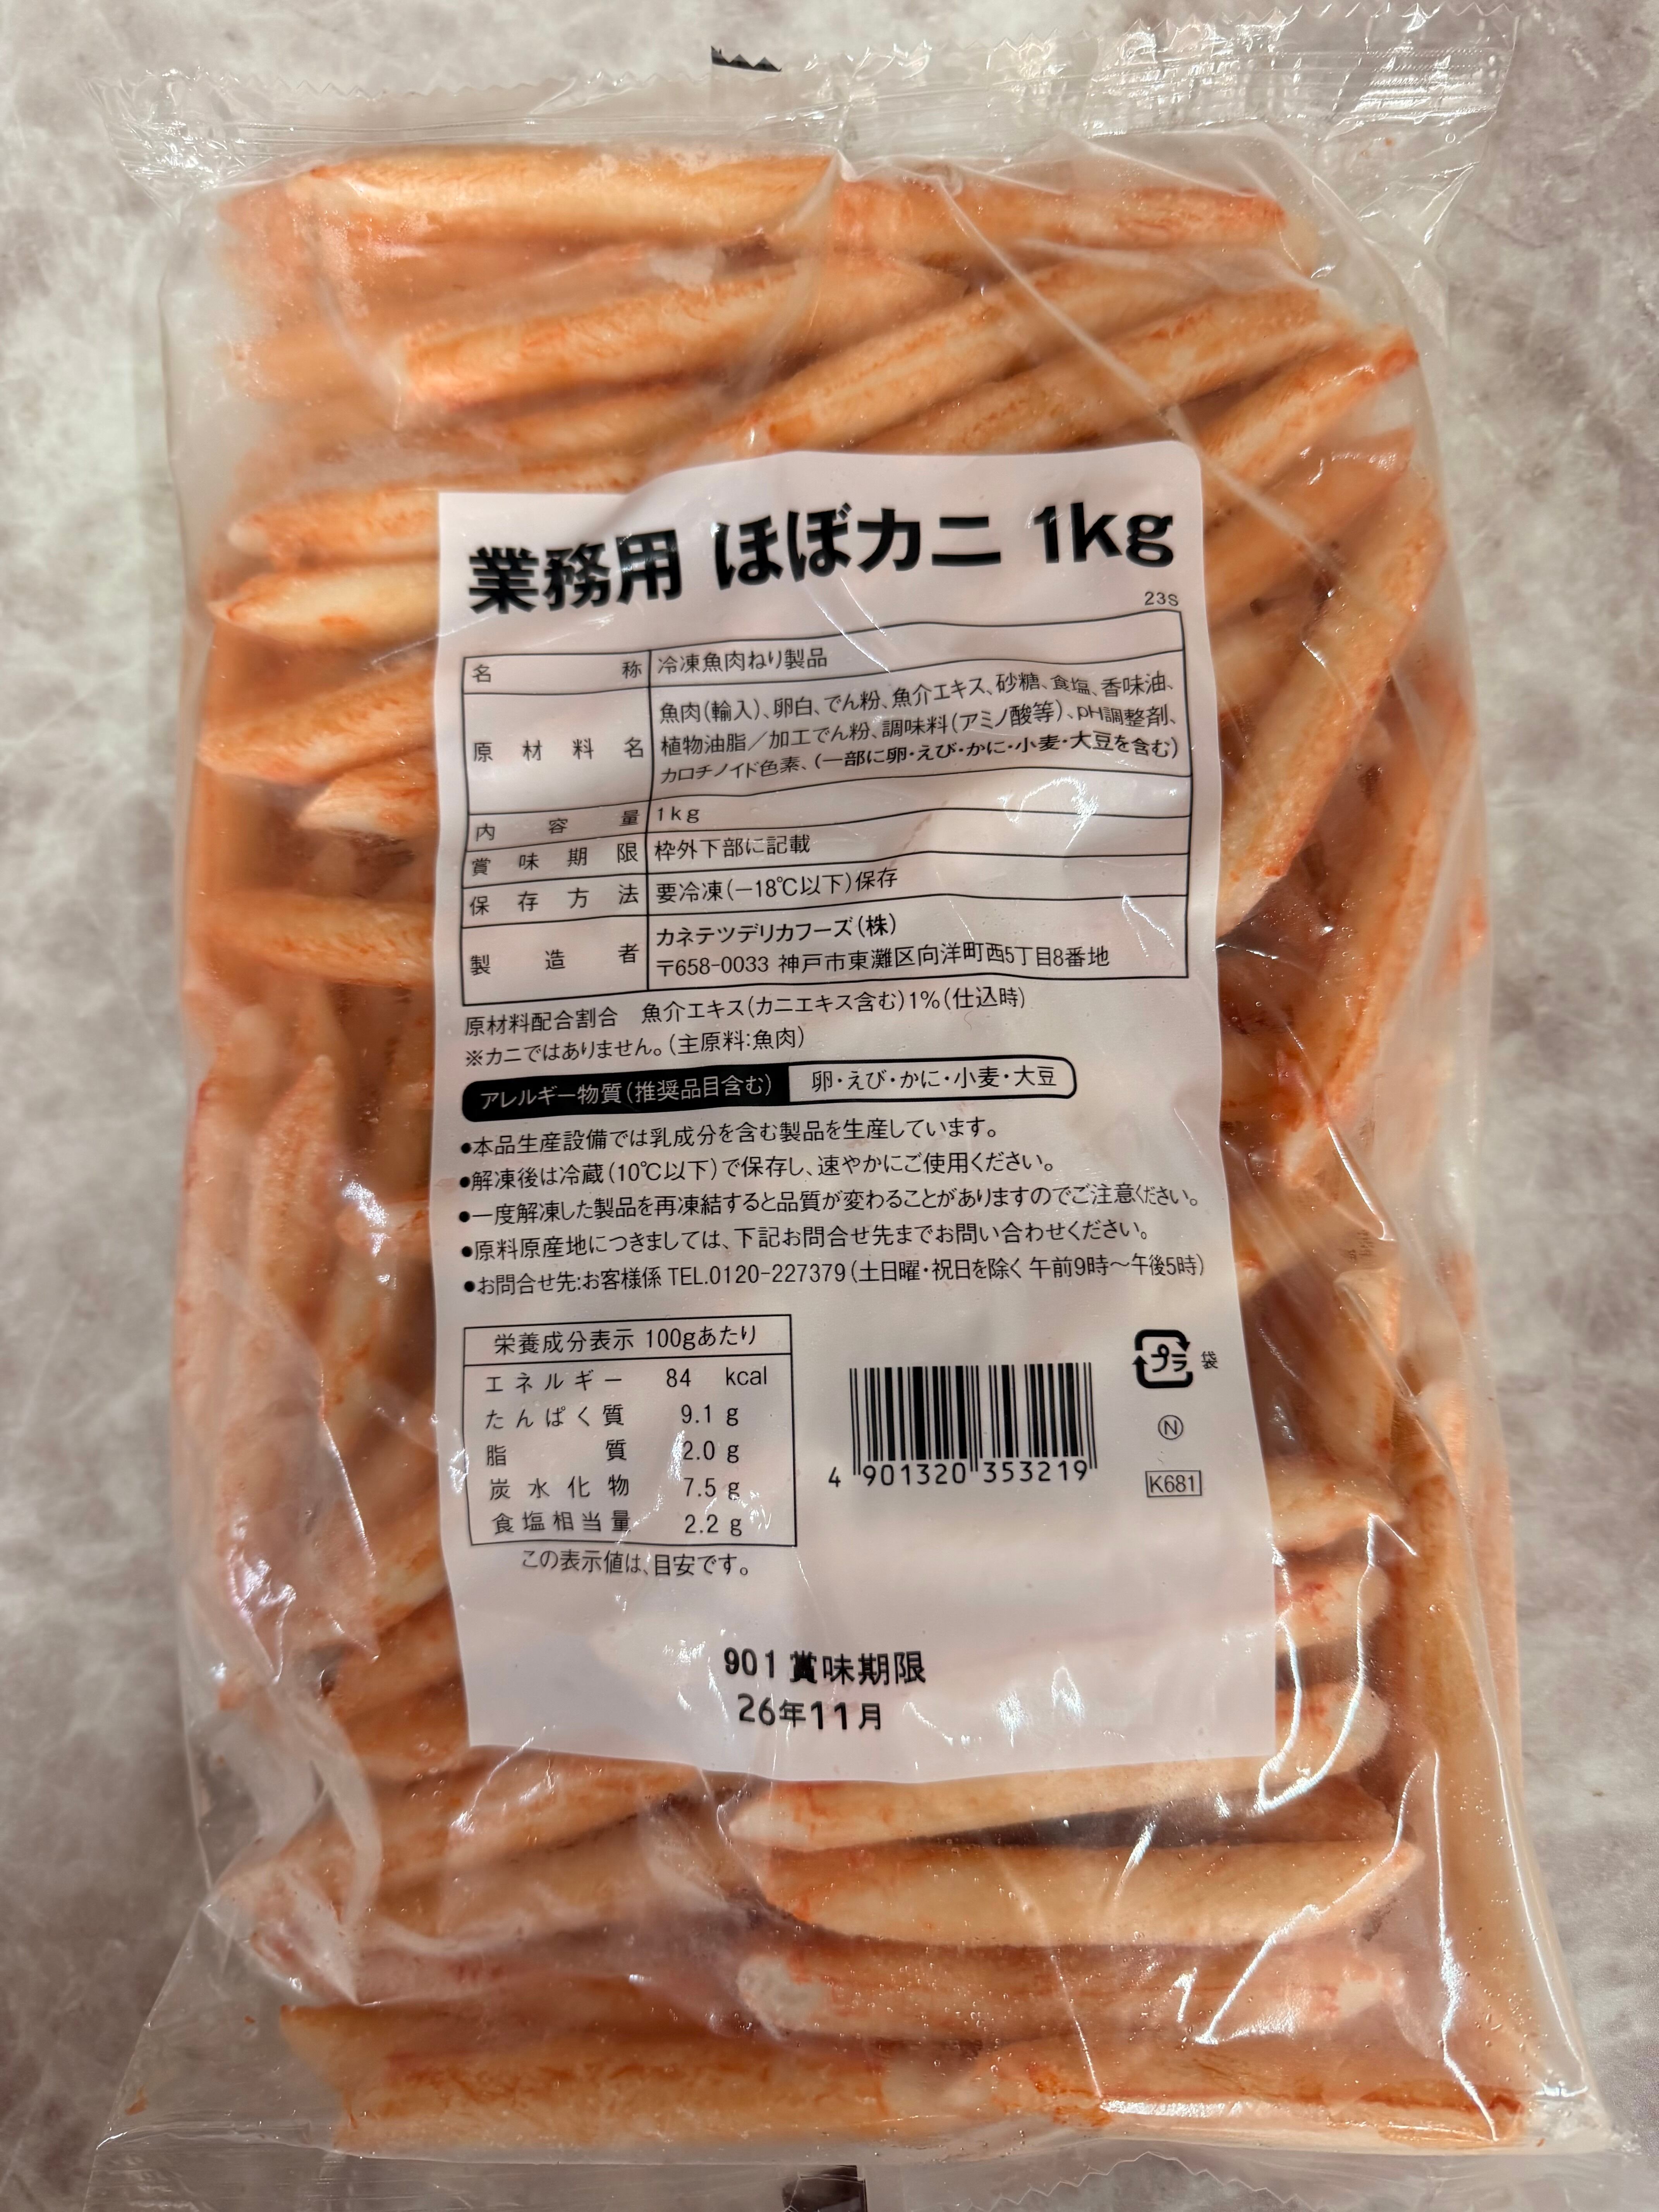 業務用 ほぼカニ 1kg
23S
名称 冷凍魚肉ねり製品
原材料名 魚肉(輸入)、卵白、でん粉、魚介エキス、砂糖、食塩、香味油、
植物油脂/加工でん粉、調味料(アミノ酸等)、pH調整剤、
カロチノイド色素、(一部に卵・えび・かに・小麦・大豆を含む)
内容量 1kg
賞味期限 枠外下部に記載
保存方法 要冷凍(-18℃以下)保存
製造者 カネテツデリカフーズ(株)
〒658-0033 神戸市東灘区向洋町西5丁目8番地
原材料配合割合 魚介エキス(カニエキス含む)1%(仕込時)
※カニではありません。(主原料:魚肉)
アレルギー物質(推奨品目含む) 卵・えび・かに・小麦・大豆
●本品生産設備では乳成分を含む製品を生産しています。
●解凍後は冷蔵(10℃以下)で保存し、速やかにご使用ください。
●一度解凍した製品を再凍結すると品質が変わることがありますのでご注意ください。
●原料原産地につきましては、下記お問合せ先までお問い合わせください。
●お問合せ先:お客様係 TEL.0120-227379(土日曜・祝日を除く 午前9時〜午後5時)
栄養成分表示 100gあたり
エネルギー 84 kcal
たんぱく質 9.1 g
脂質 2.0 g
炭水化物 7.5 g
食塩相当量 2.2 g
この表示値は、目安です。
4 901320 353219
プラ 袋
N
K681
901 賞味期限
26年11月